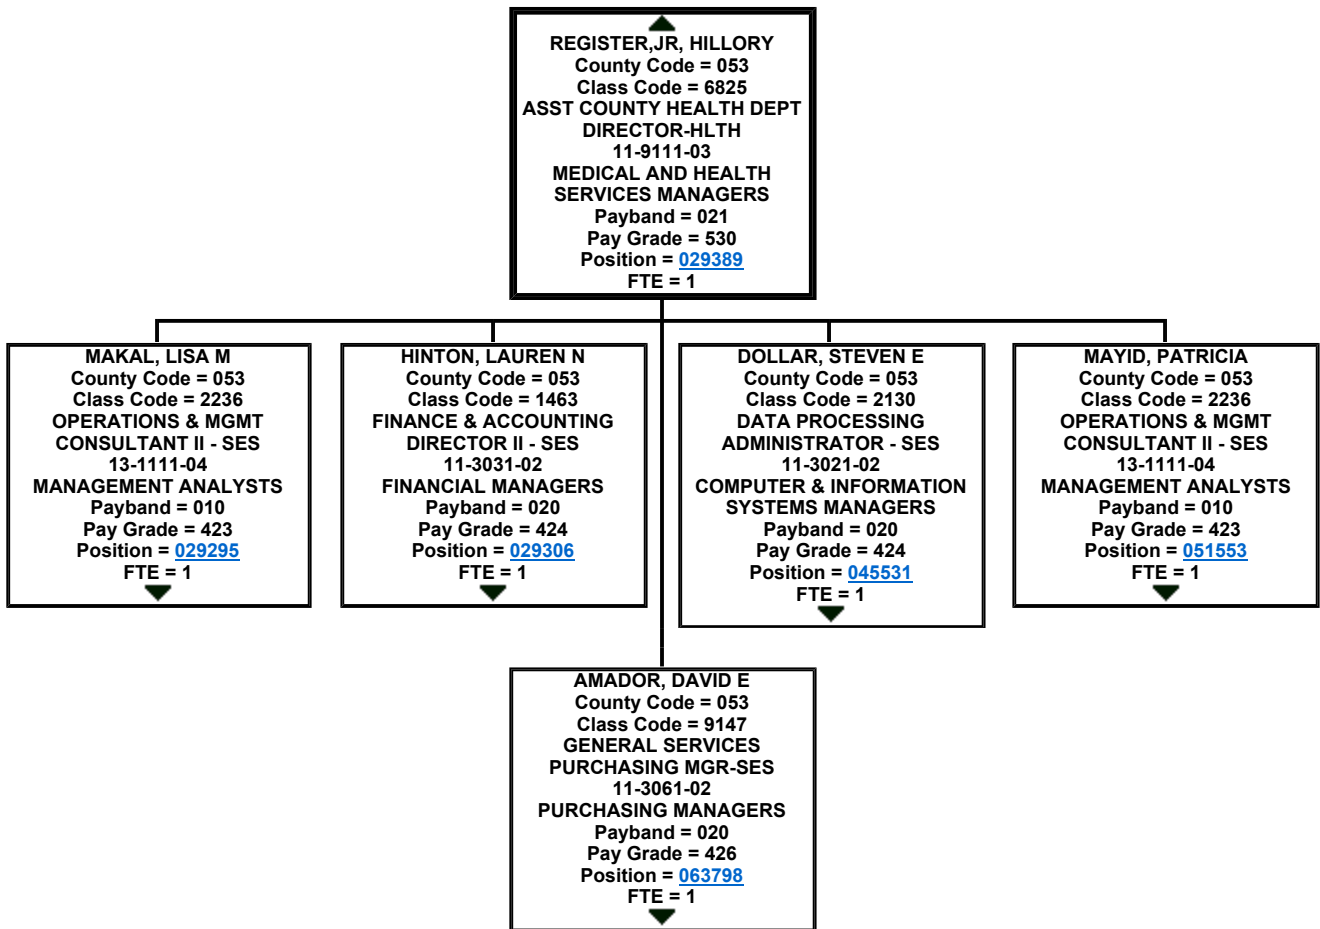 REGISTER,JR, HILLORY
County Code = 053
Class Code = 6825
ASST COUNTY HEALTH DEPT
DIRECTOR-HLTH
11-9111-03
MEDICAL AND HEALTH
SERVICES MANAGERS
Payband = 021
Pay Grade = 530
Position = 029389
FTE = 1
MAKAL, LISA M
County Code = 053
Class Code = 2236
OPERATIONS & MGMT
CONSULTANT II - SES
13-1111-04
MANAGEMENT ANALYSTS
Payband = 010
Pay Grade = 423
Position = 029295
FTE = 1
HINTON, LAUREN N
County Code = 053
Class Code = 1463
FINANCE & ACCOUNTING
DIRECTOR II - SES
11-3031-02
FINANCIAL MANAGERS
Payband = 020
Pay Grade = 424
Position = 029306
FTE = 1
DOLLAR, STEVEN E
County Code = 053
Class Code = 2130
DATA PROCESSING
ADMINISTRATOR - SES
11-3021-02
COMPUTER & INFORMATION
SYSTEMS MANAGERS
Payband = 020
Pay Grade = 424
Position = 045531
FTE = 1
MAYID, PATRICIA
County Code = 053
Class Code = 2236
OPERATIONS & MGMT
CONSULTANT II - SES
13-1111-04
MANAGEMENT ANALYSTS
Payband = 010
Pay Grade = 423
Position = 051553
FTE = 1
AMADOR, DAVID E
County Code = 053
Class Code = 9147
GENERAL SERVICES
PURCHASING MGR-SES
11-3061-02
PURCHASING MANAGERS
Payband = 020
Pay Grade = 426
Position = 063798
FTE = 1